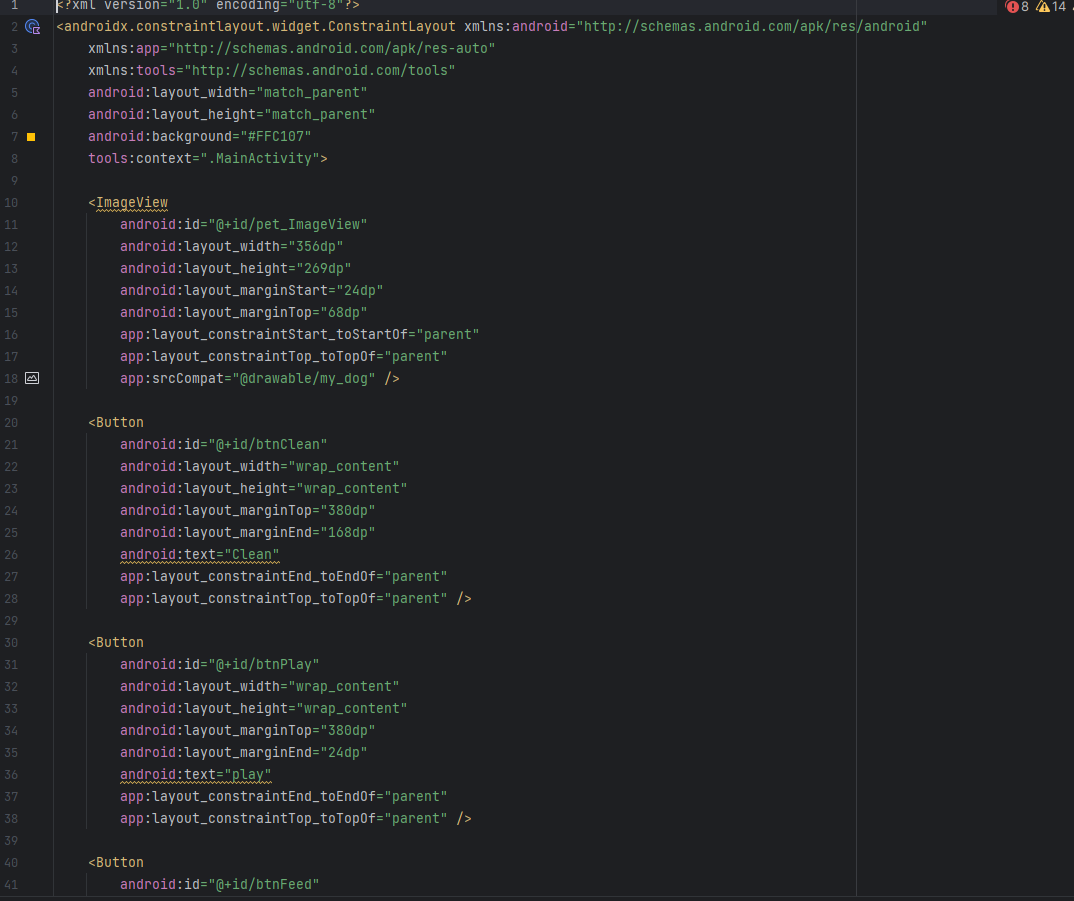 1 <?xml version="1.0" encoding="utf-8"?> 8 14
2 <androidx.constraintlayout.widget.ConstraintLayout xmlns:android="http://schemas.android.com/apk/res/android"
3 xmlns:app="http://schemas.android.com/apk/res-auto"
4 xmlns:tools="http://schemas.android.com/tools"
5 android:layout_width="match_parent"
6 android:layout_height="match_parent"
7 android:background="#FFC107"
8 tools:context=".MainActivity">
9
10 <ImageView
11 android:id="@+id/pet_ImageView"
12 android:layout_width="356dp"
13 android:layout_height="269dp"
14 android:layout_marginStart="24dp"
15 android:layout_marginTop="68dp"
16 app:layout_constraintStart_toStartOf="parent"
17 app:layout_constraintTop_toTopOf="parent"
18 app:srcCompat="@drawable/my_dog" />
19
20 <Button
21 android:id="@+id/btnClean"
22 android:layout_width="wrap_content"
23 android:layout_height="wrap_content"
24 android:layout_marginTop="380dp"
25 android:layout_marginEnd="168dp"
26 android:text="Clean"
27 app:layout_constraintEnd_toEndOf="parent"
28 app:layout_constraintTop_toTopOf="parent" />
29
30 <Button
31 android:id="@+id/btnPlay"
32 android:layout_width="wrap_content"
33 android:layout_height="wrap_content"
34 android:layout_marginTop="380dp"
35 android:layout_marginEnd="24dp"
36 android:text="play"
37 app:layout_constraintEnd_toEndOf="parent"
38 app:layout_constraintTop_toTopOf="parent" />
39
40 <Button
41 android:id="@+id/btnFeed"